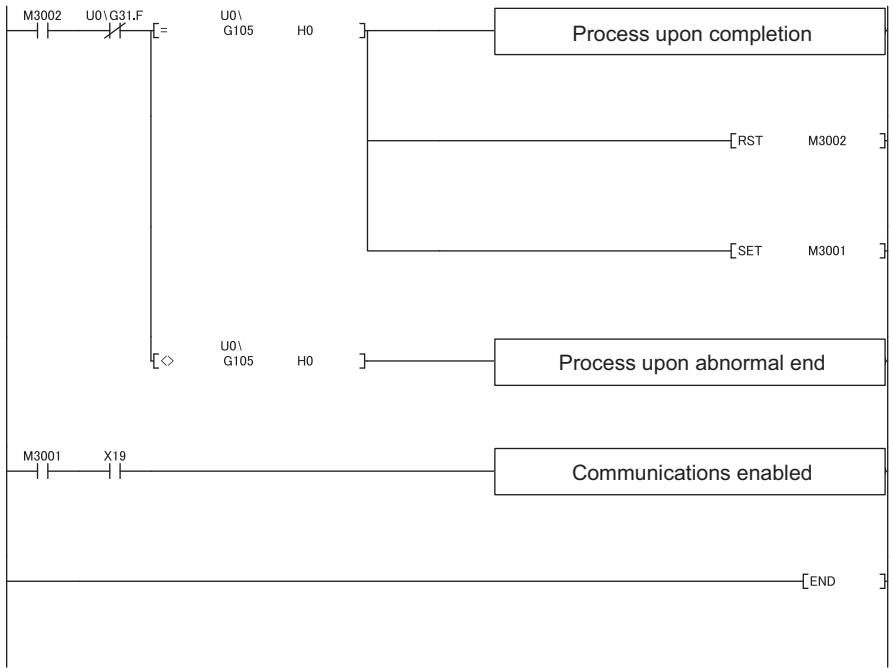 M3002 U0\G31.F U0\
[= G105 H0 ] Process upon completion
[RST M3002 ]
[SET M3001 ]
U0\
[<> G105 H0 ] Process upon abnormal end
M3001 X19
Communications enabled
[END ]